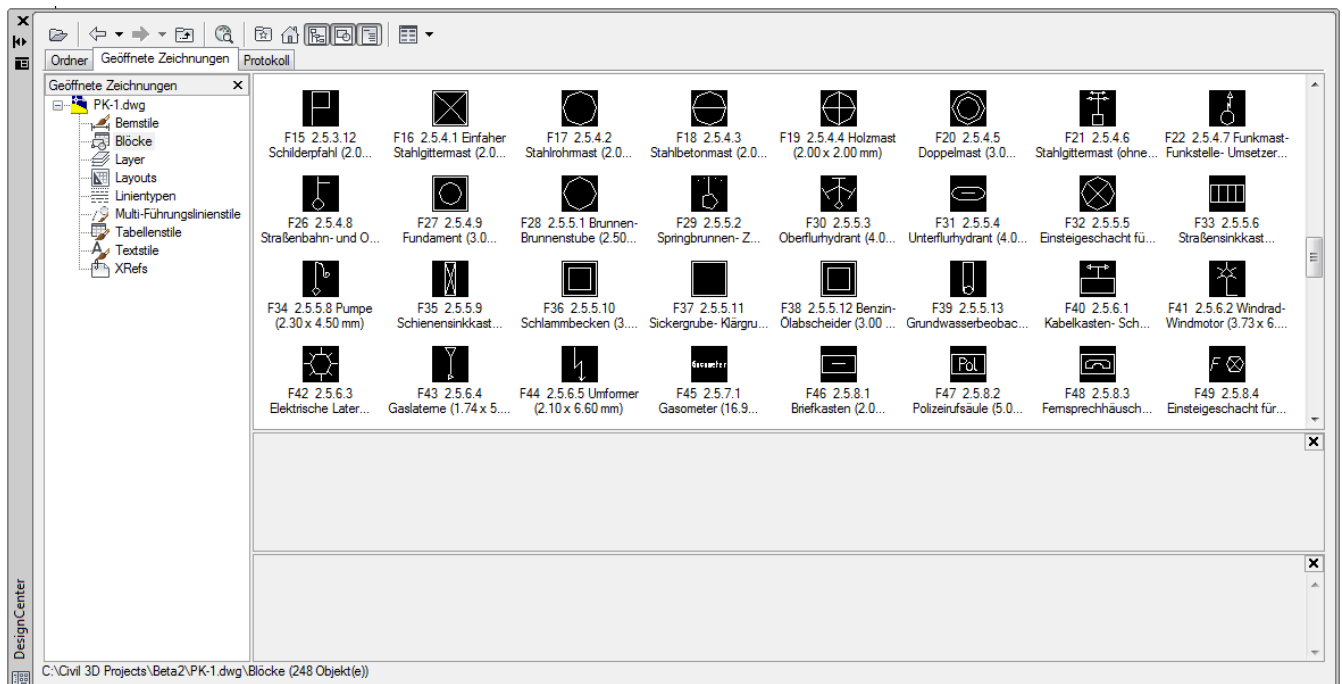 Ordner Geöffnete Zeichnungen Protokoll
Geöffnete Zeichnungen
PK-1.dwg
Bemstile
Blöcke
Layer
Layouts
Linientypen
Multi-Führungslinienstile
Tabellenstile
Textstile
XRefs
F15 2.5.3.12
Schilderpfahl (2.0...
F16 2.5.4.1 Einfaher
Stahlgittermast (2.0...
F17 2.5.4.2
Stahlrohrmast (2.0...
F18 2.5.4.3
Stahlbetonmast (2.0...
F19 2.5.4.4 Holzmast
(2.00 x 2.00 mm)
F20 2.5.4.5
Doppelmast (3.0...
F21 2.5.4.6
Stahlgittermast (ohne...
F22 2.5.4.7 Funkmast-
Funkstelle- Umsetzer...
F26 2.5.4.8
Straßenbahn- und O...
F27 2.5.4.9
Fundament (3.0...
F28 2.5.5.1 Brunnen-
Brunnenstube (2.50...
F29 2.5.5.2
Springbrunnen- Z...
F30 2.5.5.3
Oberflurhydrant (4.0...
F31 2.5.5.4
Unterflurhydrant (4.0...
F32 2.5.5.5
Einsteigeschacht fü...
F33 2.5.5.6
Straßensinkkast...
F34 2.5.5.8 Pumpe
(2.30 x 4.50 mm)
F35 2.5.5.9
Schienensinkkast...
F36 2.5.5.10
Schlammbecken (3....
F37 2.5.5.11
Sickergrube- Klärgru...
F38 2.5.5.12 Benzin-
Ölabscheider (3.00 ...
F39 2.5.5.13
Grundwasserbeobac...
F40 2.5.6.1
Kabelkasten- Sch...
F41 2.5.6.2 Windrad-
Windmotor (3.73 x 6....
F42 2.5.6.3
Elektrische Later...
F43 2.5.6.4
Gaslaterne (1.74 x 5....
F44 2.5.6.5 Umformer
(2.10 x 6.60 mm)
Gasometer
F45 2.5.7.1
Gasometer (16.9...
F46 2.5.8.1
Briefkasten (2.0...
Pol
F47 2.5.8.2
Polizeirufsäule (5.0...
F48 2.5.8.3
Fernsprechhäusch...
F
F49 2.5.8.4
Einsteigeschacht für...
DesignCenter
C:\Civil 3D Projects\Beta2\PK-1.dwg\Blöcke (248 Objekt(e))